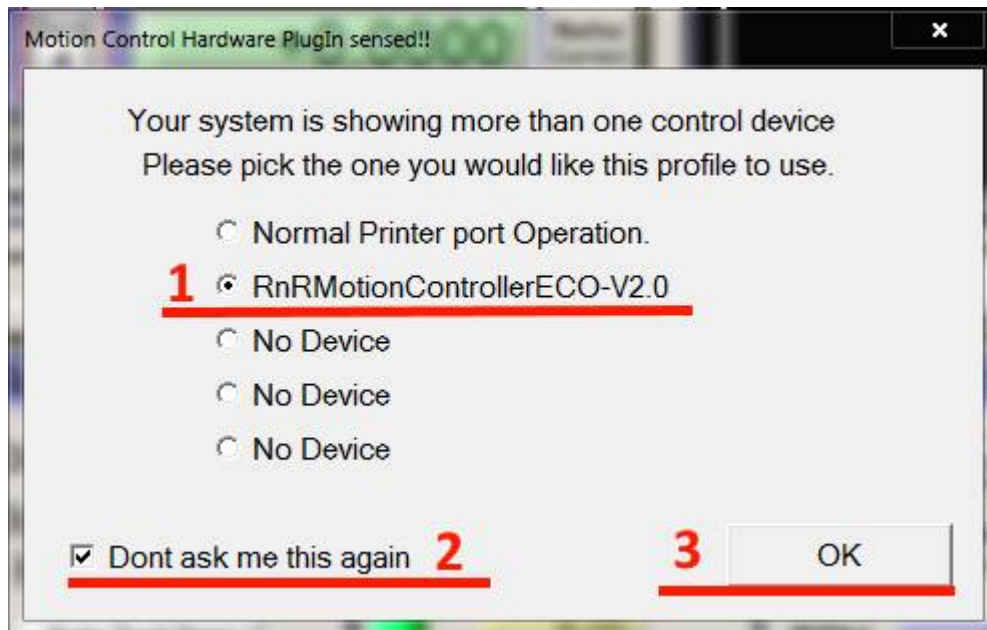 Motion Control Hardware PlugIn sensed!!
Your system is showing more than one control device
Please pick the one you would like this profile to use.
Normal Printer port Operation.
1 RnRMotionControllerECO-V2.0
No Device
No Device
No Device
Dont ask me this again 2 3 OK